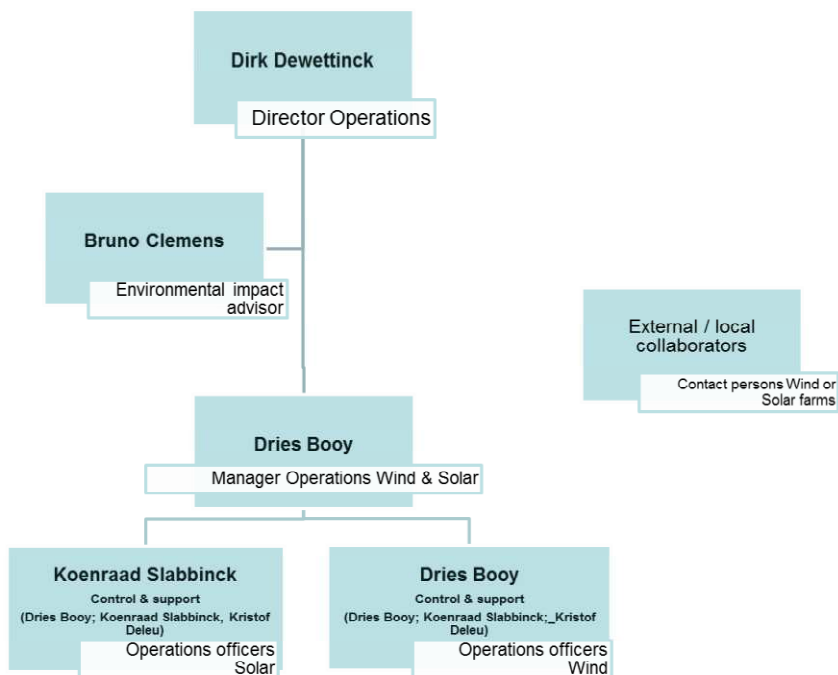 Dirk Dewettinck
Director Operations
Bruno Clemens
Environmental impact
advisor
External / local
collaborators
Contact persons Wind or
Solar farms
Dries Booy
Manager Operations Wind & Solar
Koenraad Slabbinck
Control & support
(Dries Booy; Koenraad Slabbinck, Kristof
Deleu)
Operations officers
Solar
Dries Booy
Control & support
(Dries Booy; Koenraad Slabbinck;_Kristof
Deleu)
Operations officers
Wind